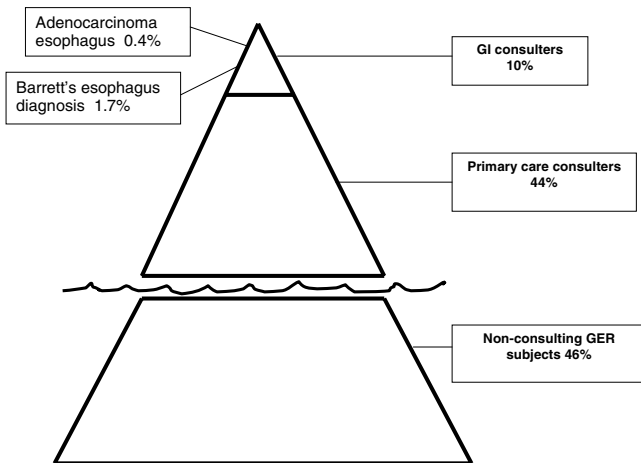 Adenocarcinoma
esophagus 0.4%
Barrett's esophagus
diagnosis 1.7%
GI consulters
10%
Primary care consulters
44%
Non-consulting GER
subjects 46%